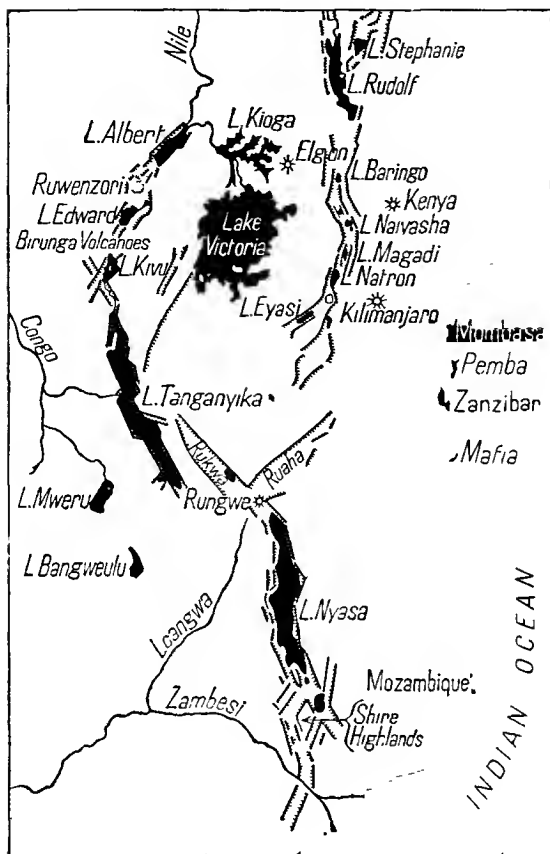 Nile
L.Stephanie
L.Rudolf
L.Kioga
L.Albert
Elgon
L.Baringo
Ruwenzori
Kenya
L.Edward
L.Naivasha
Lake
Victoria
Birunga Volcanoes
L.Kivu
L.Magadi
L.Natron
L.Eyasi
Kilimanjaro
Mombasa
Congo
Pemba
L.Tanganyika
Zanzibar
Rukwa
Ruaha
Mafia
L.Mweru
Rungwe
L.Bangweulu
L.Nyasa
Loangwa
Mozambique
Zambesi
Shire
Highlands
INDIAN OCEAN